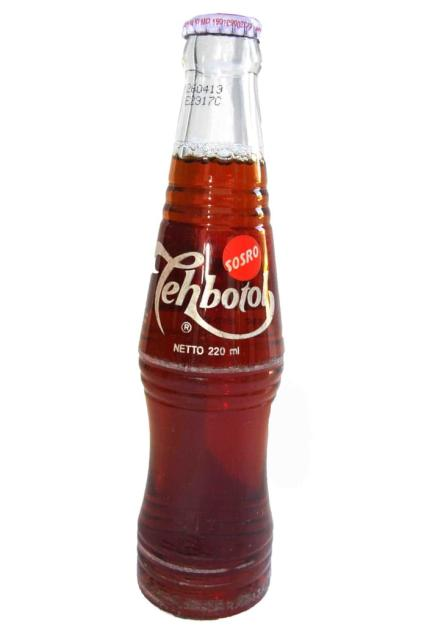 260413
E2317C
SOSRO
Tehbotol
®
NETTO 220 ml